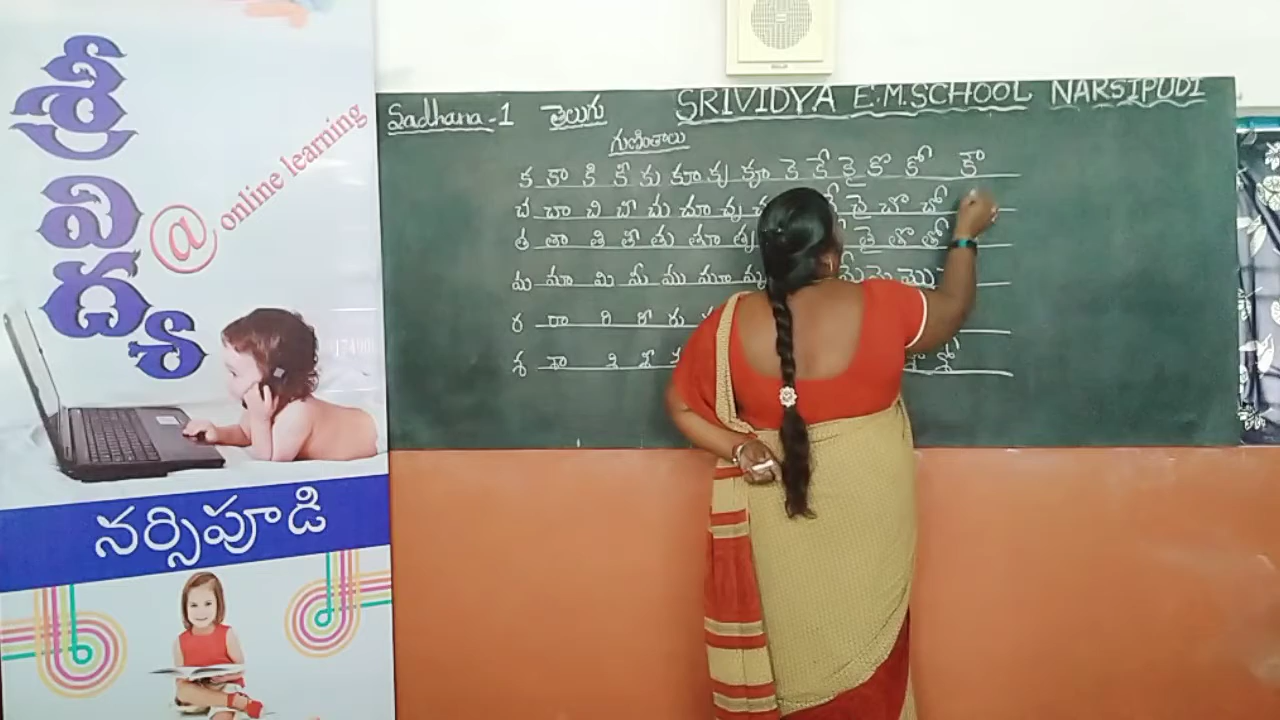 శ్రీ
విద్యా
@ online learning
నర్సిపూడి
Sadhana-1 తెలుగు SRIVIDYA E.M.SCHOOL NARSIPUDI
గుణింతాలు
క కా కి కీ కు కూ కృ కౄ కె కే కై కొ కో కౌ
చ చా చి చీ చు చూ చృ చై చొ చో
త తా తి తీ తు తూ తృ తై తొ తో
మ మా మి మీ ము మూ మృ మే మై మొ
ర రా రి రీ రు
శ శా శి శీ శో